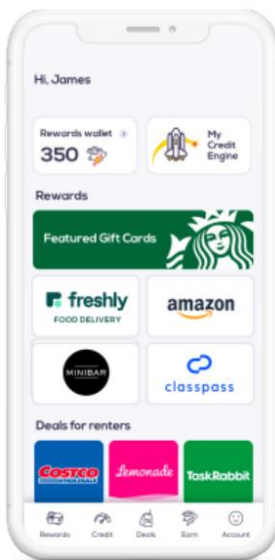 Hi, James
Rewards wallet
350
My
Credit
Engine
Rewards
Featured Gift Cards
freshly
FOOD DELIVERY
amazon
MINIBAR
classpass
Deals for renters
COSTCO
WHOLESALE
Lemonade
TaskRabbit
Rewards Credit Deals Earn Account